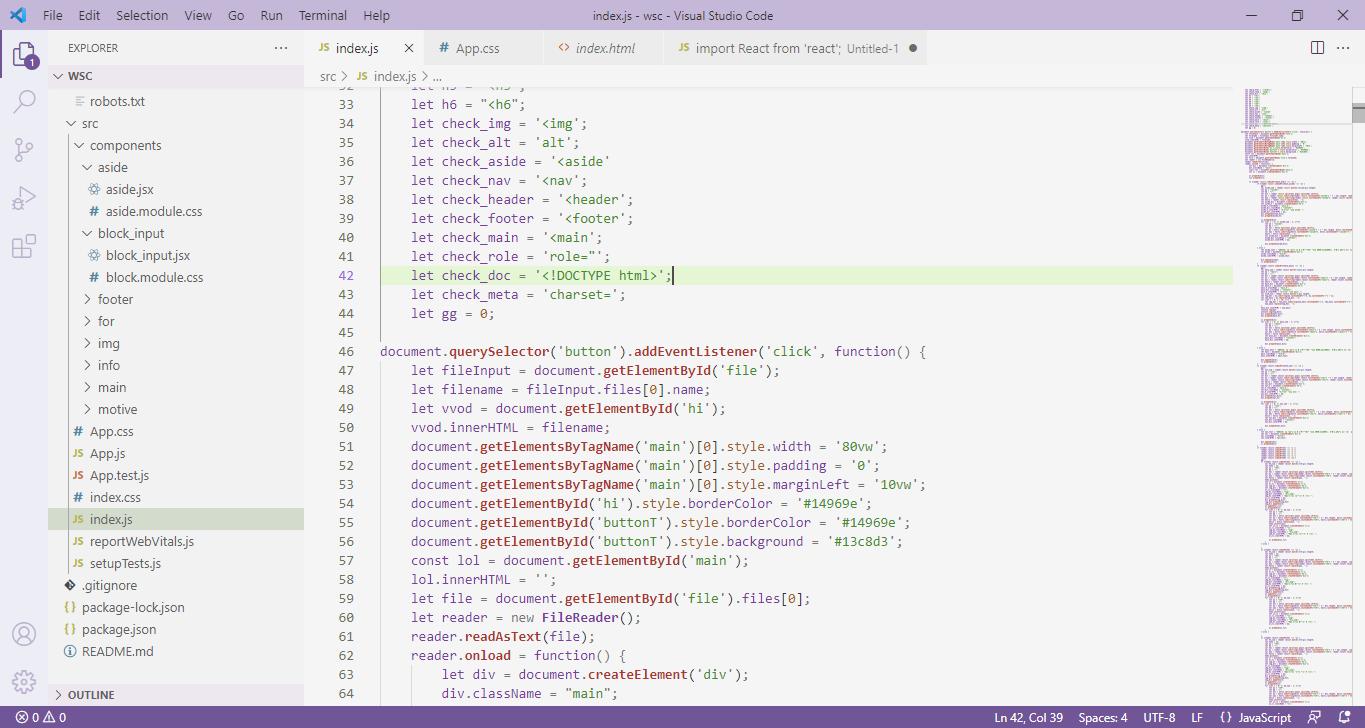 File Edit Selection View Go Run Terminal Help
index.js - wsc - Visual Studio Code
EXPLORER
JS index.js
# App.css
<> index.html
JS import React from 'react'; Untitled-1
1
WSC
src > JS index.js > ...
robots.txt
src
components
aside
aside.jsx
# aside.module.css
block_input
block_input.jsx
# block.module.css
footer
for
img
info
main
motive
# App.css
JS App.js
JS App.test.js
# index.css
JS index.js
JS reportWebVitals.js
JS setupTests.js
.gitignore
{} package-lock.json
{} package.json
README.md
OUTLINE
33 let h6 = "<h6";
34 let check_img = '<img';
35 let check_alt = 'alt';
36 let check_aside = '<aside'
37 let check_nav = '<nav';
38 let check_header = '<header';
39 let check_footer = '<footer';
40 let check_main = '<main';
41 let check_role = 'role="';
42 let check_doc = '<!DOCTYPE html>';
43 let check_meta = 'charset=';
44 let gg = 0;
45
46 document.querySelector('button').addEventListener('click', function() {
47 let fileInput = document.getElementById('file');
48 let filename = fileInput.files[0].name;
49 let vvod = document.getElementById('hi');
50 vvod.innerHTML = filename;
51 document.getElementsByTagName('main')[0].style.width = '80vw';
52 document.getElementsByTagName('main')[0].style.padding = '0';
53 document.getElementsByTagName('main')[0].style.marginLeft = '10vw';
54 document.getElementById('hi').style.borderColor = '#14969e';
55 document.getElementById('buttonT').style.borderColor = '#14969e';
56 document.getElementById('buttonT').style.background = '#13c8d3';
57 const lol = document.getElementById('main');
58 lol.innerHTML = '';
59 let file = document.getElementById('file').files[0];
60 let reader = new FileReader();
61 reader.readAsText(file);
62 reader.onload = function() {
63 let div = document.createElement('div');
64 div.className = "main";
0 0
Ln 42, Col 39 Spaces: 4 UTF-8 LF {} JavaScript